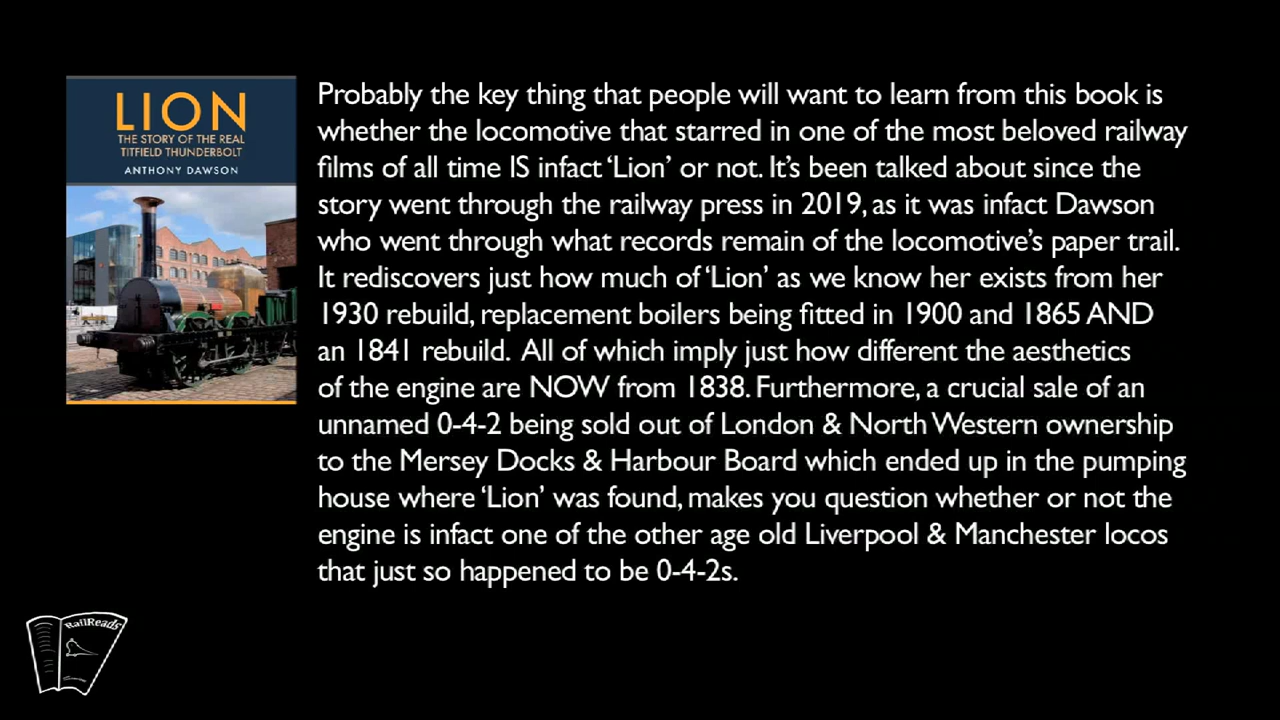 LION
THE STORY OF THE REAL
TITFIELD THUNDERBOLT
ANTHONY DAWSON
Probably the key thing that people will want to learn from this book is
whether the locomotive that starred in one of the most beloved railway
films of all time IS infact ‘Lion’ or not. It’s been talked about since the
story went through the railway press in 2019, as it was infact Dawson
who went through what records remain of the locomotive’s paper trail.
It rediscovers just how much of ‘Lion’ as we know her exists from her
1930 rebuild, replacement boilers being fitted in 1900 and 1865 AND
an 1841 rebuild. All of which imply just how different the aesthetics
of the engine are NOW from 1838. Furthermore, a crucial sale of an
unnamed 0-4-2 being sold out of London & North Western ownership
to the Mersey Docks & Harbour Board which ended up in the pumping
house where ‘Lion’ was found, makes you question whether or not the
engine is infact one of the other age old Liverpool & Manchester locos
that just so happened to be 0-4-2s.
RailReads